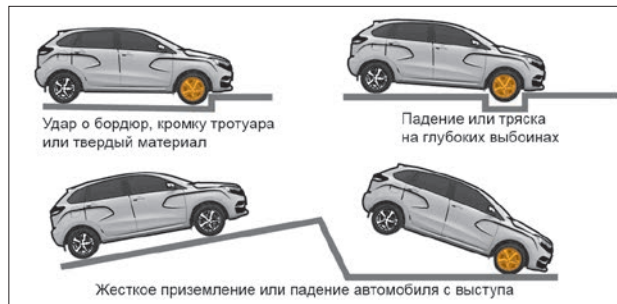 Удар о бордюр, кромку тротуара
или твердый материал
Падение или тряска
на глубоких выбоинах
Жесткое приземление или падение автомобиля с выступа